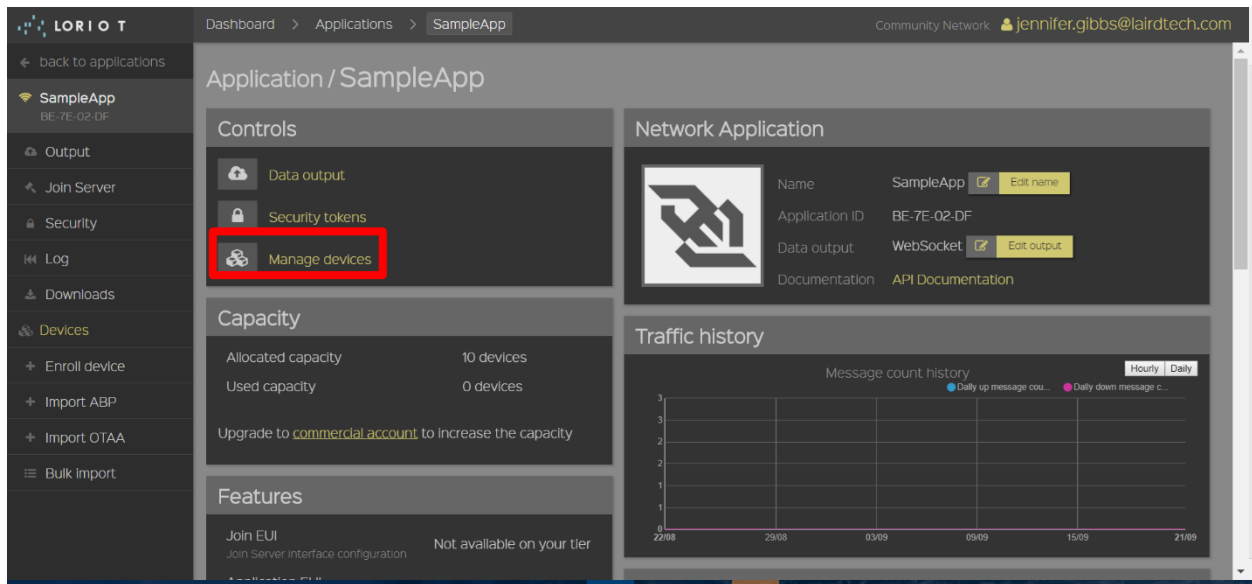 LORIOT
Dashboard > Applications > SampleApp
Community Network jennifer.gibbs@lairdtech.com
back to applications
SampleApp
BE-7E-02-DF
Output
Join Server
Security
Log
Downloads
Devices
Enroll device
Import ABP
Import OTAA
Bulk import
Application / SampleApp
Controls
Data output
Security tokens
Manage devices
Capacity
Allocated capacity 10 devices
Used capacity 0 devices
Upgrade to commercial account to increase the capacity
Features
Join EUI
Join Server interface configuration
Not available on your tier
Network Application
Name SampleApp Edit name
Application ID BE-7E-02-DF
Data output WebSocket Edit output
Documentation API Documentation
Traffic history
Message count history
Hourly Daily
Daily up message cou... Daily down message c...
3
3
2
2
1
1
0
22/08 29/08 03/09 09/09 15/09 21/09